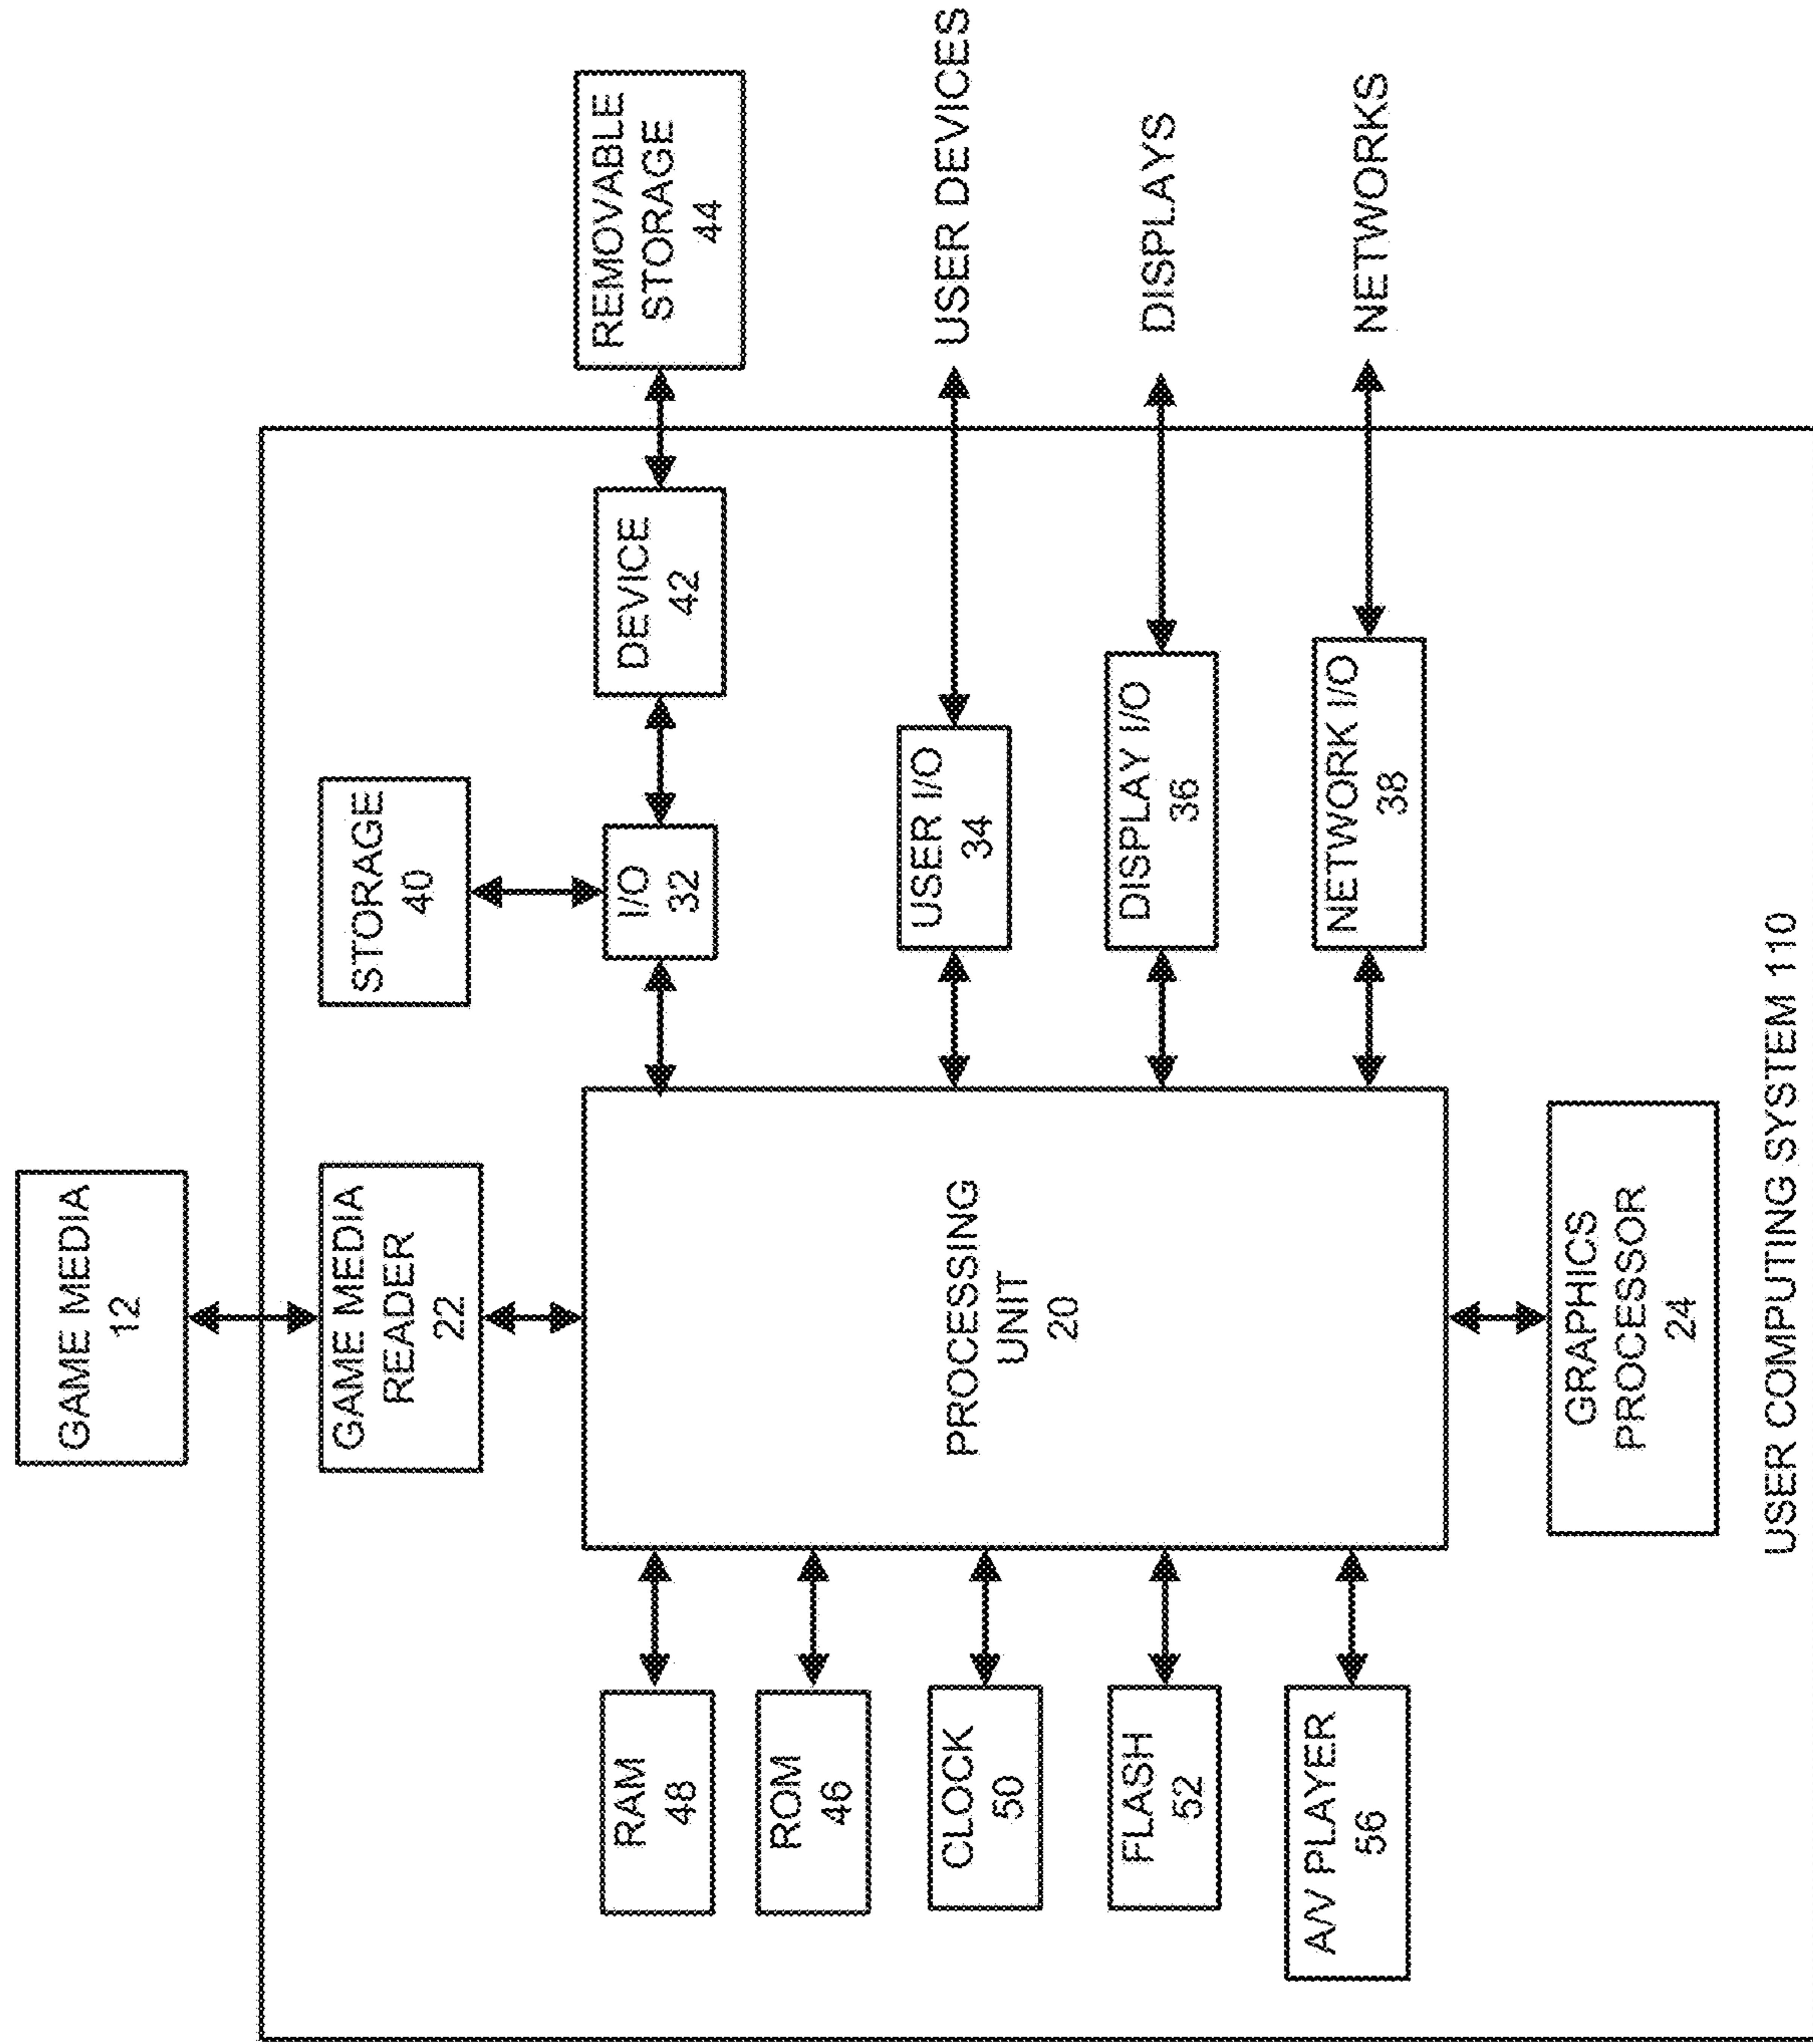 GAME MEDIA
12
GAME MEDIA
READER
22
STORAGE
40
I/O
32
DEVICE
42
REMOVABLE
STORAGE
44
RAM
48
ROM
46
CLOCK
50
FLASH
52
A/V PLAYER
56
PROCESSING
UNIT
20
USER I/O
34
USER DEVICES
DISPLAY I/O
36
DISPLAYS
NETWORK I/O
38
NETWORKS
GRAPHICS
PROCESSOR
24
USER COMPUTING SYSTEM 110